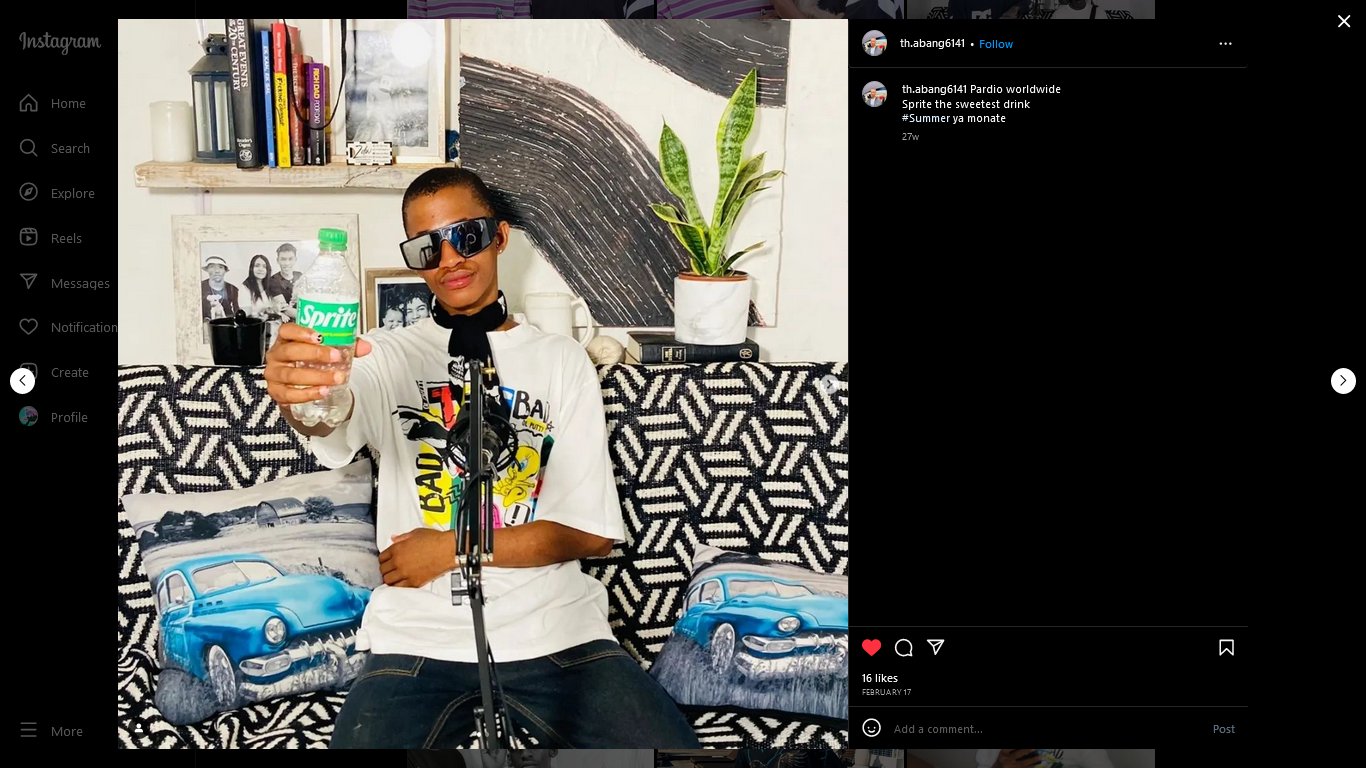 Instagram
Home
Search
Explore
Reels
Messages
Notification
Create
Profile
More
GREAT EVENTS
20TH CENTURY
RICH DAD
Sprite
BAD
BAD
th.abang6141 • Follow
th.abang6141 Pardio worldwide
Sprite the sweetest drink
#Summer ya monate
27w
16 likes
FEBRUARY 17
Add a comment...
Post